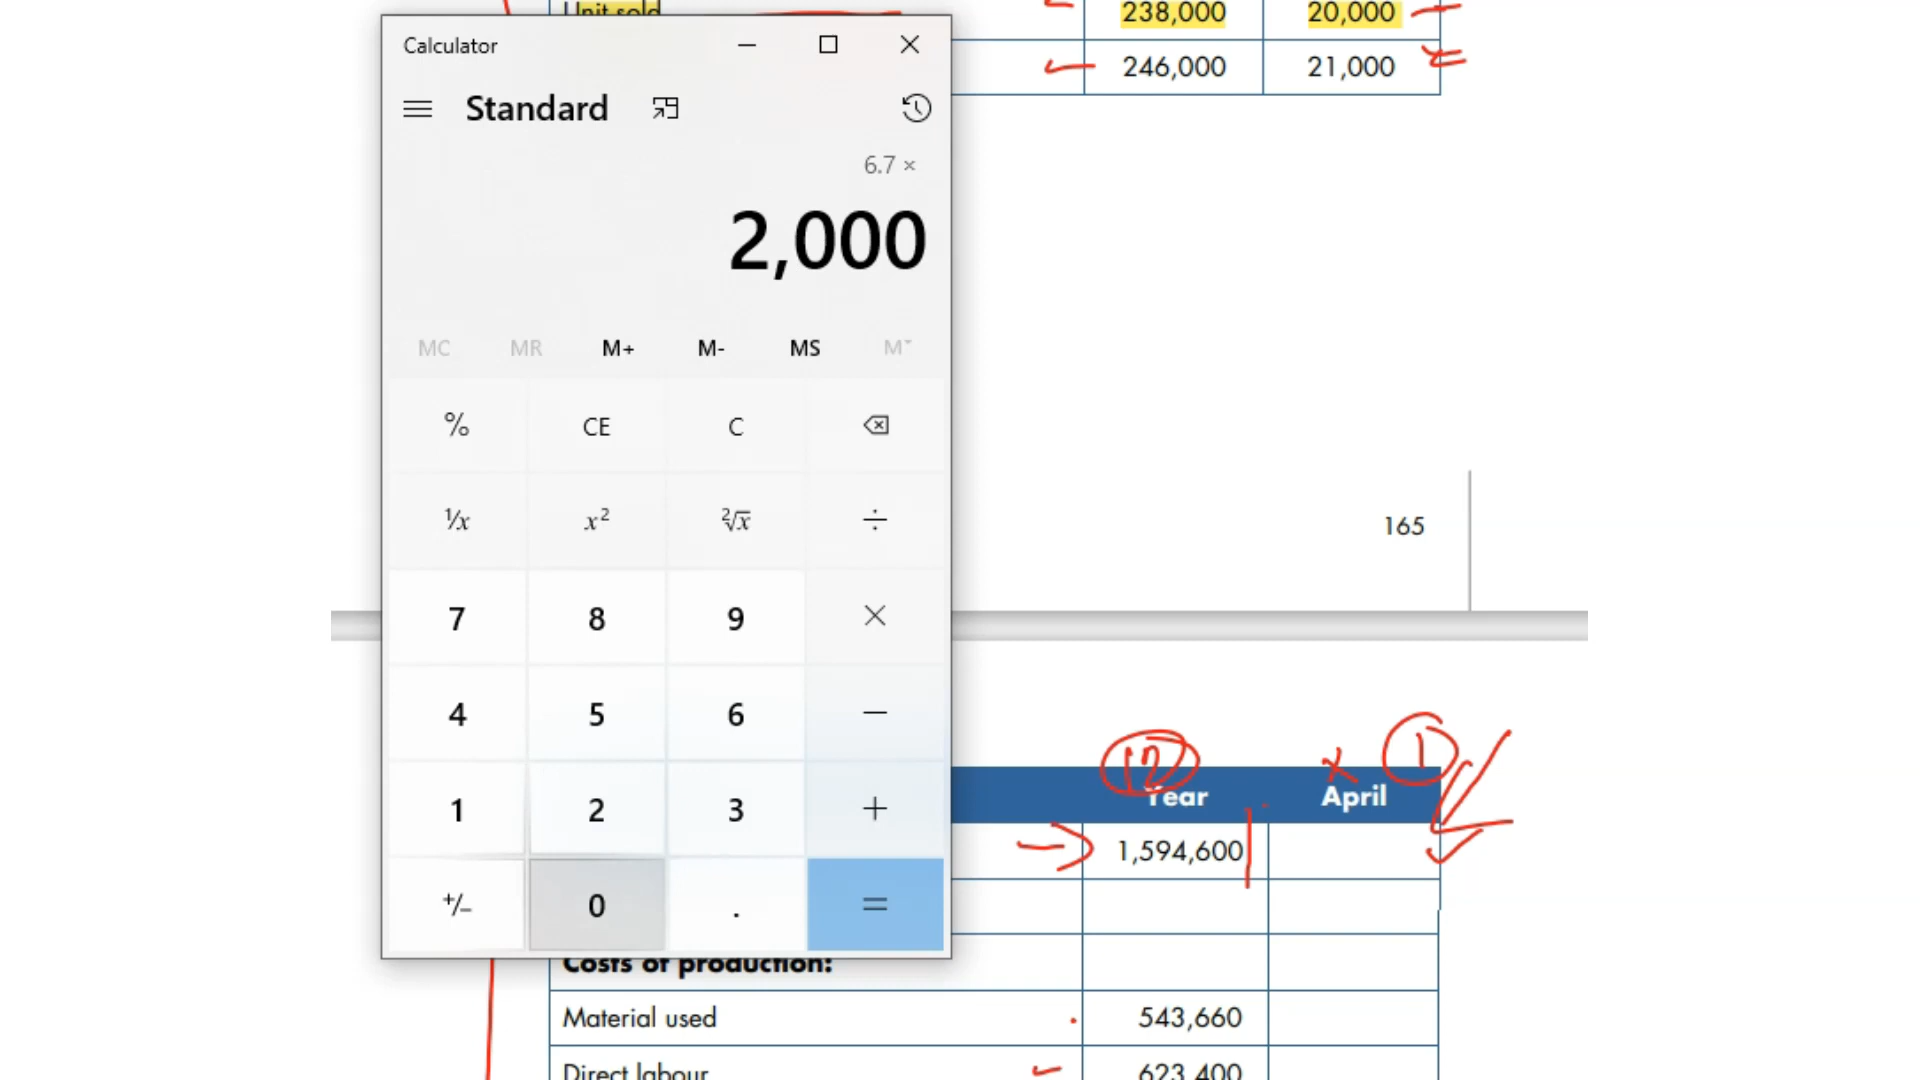 Unit sold 238,000 20,000
246,000 21,000
Calculator
Standard
6.7 ×
2,000
MC MR M+ M- MS M˅
% CE C
¹/x x² ²√x ÷
7 8 9 ×
4 5 6 −
1 2 3 +
+/− 0 . =
165
12 x 1
Year April
1,594,600
Costs of production:
Material used 543,660
Direct labour 623,400